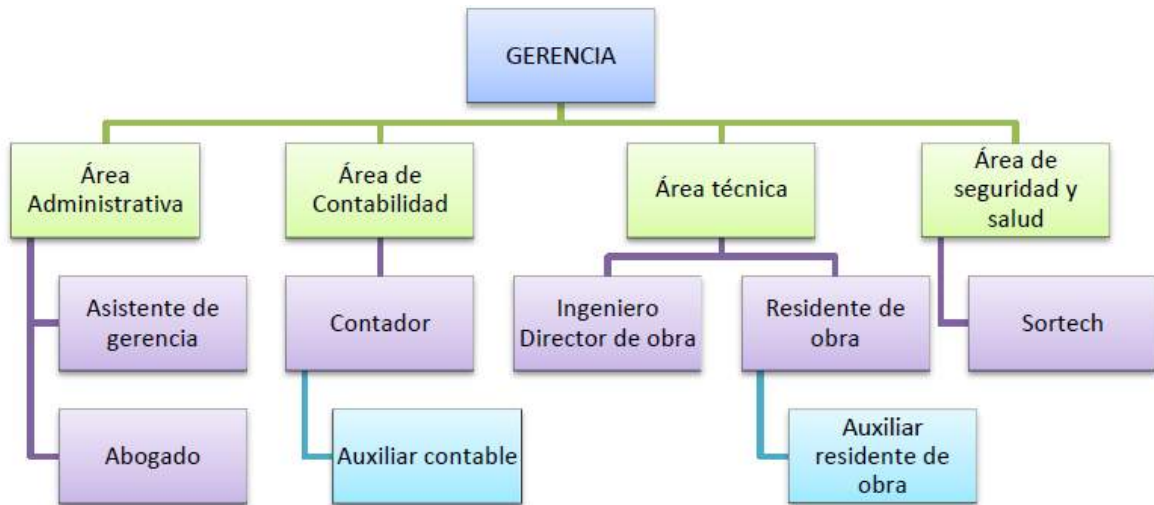 GERENCIA
Área
Administrativa
Área de
Contabilidad
Área técnica
Área de
seguridad y
salud
Asistente de
gerencia
Contador
Ingeniero
Director de obra
Residente de
obra
Sortech
Abogado
Auxiliar contable
Auxiliar
residente de
obra